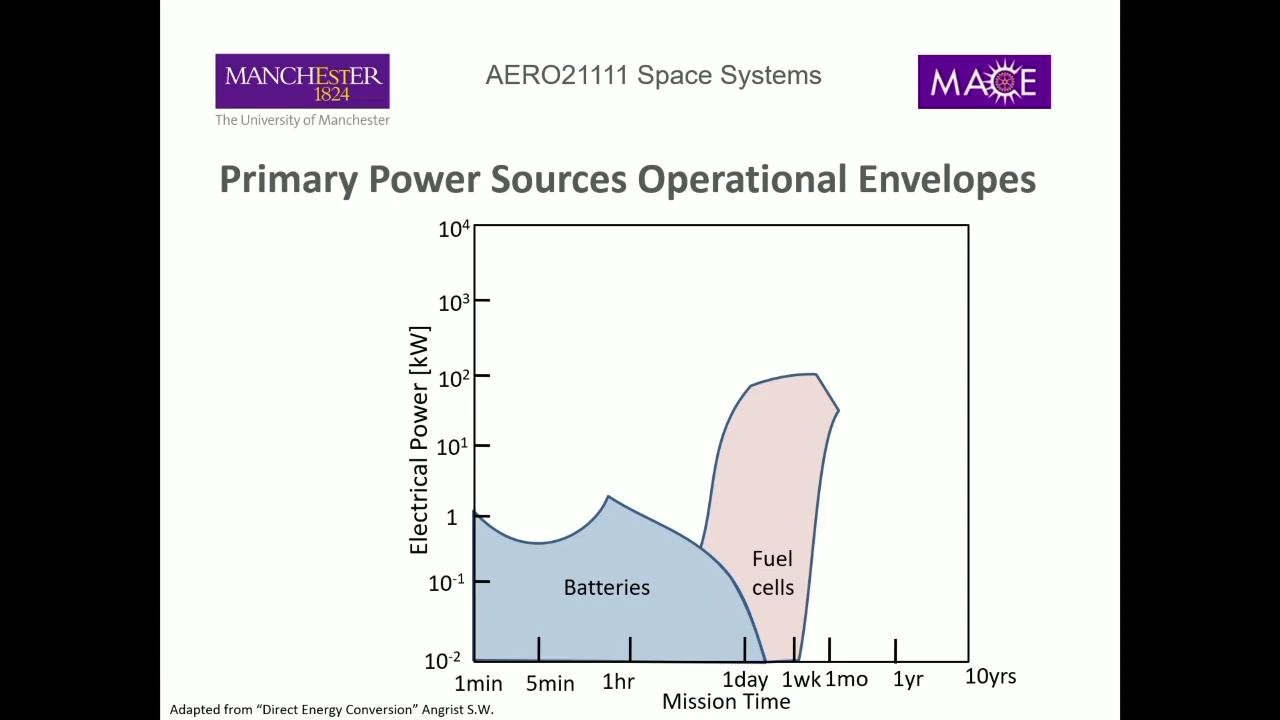 MANCHESTER
1824
The University of Manchester
AERO21111 Space Systems
MACE
Primary Power Sources Operational Envelopes
10⁴
10³
10²
10¹
1
10⁻¹
10⁻²
Electrical Power [kW]
Batteries
Fuel
cells
1min 5min 1hr 1day 1wk 1mo 1yr 10yrs
Mission Time
Adapted from “Direct Energy Conversion” Angrist S.W.